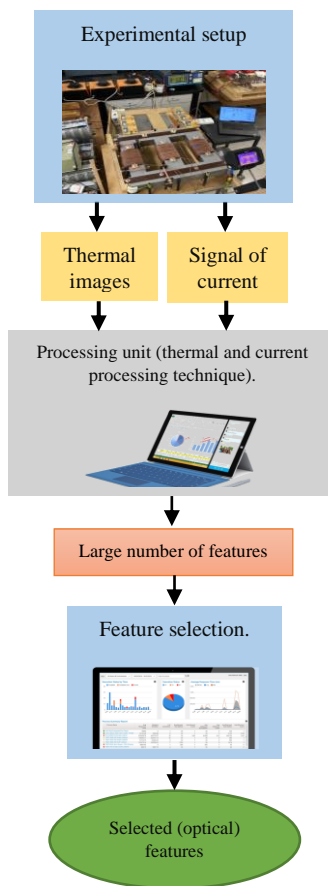 Experimental setup
Thermal
images
Signal of
current
Processing unit (thermal and current
processing technique).
Large number of features
Feature selection.
Selected (optical)
features